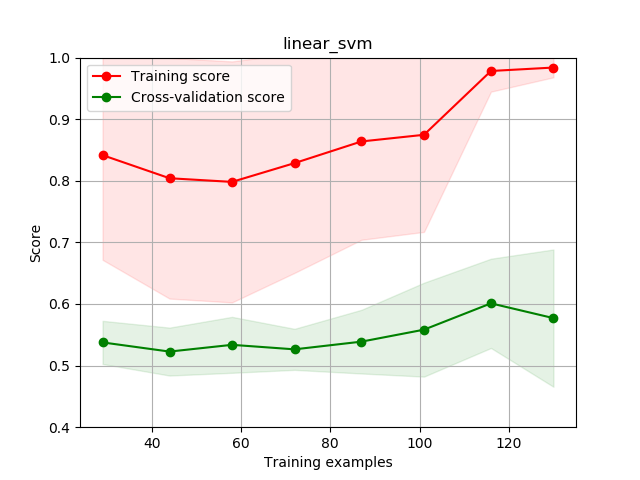 linear_svm
1.0
Training score
Cross-validation score
0.9
0.8
0.7
Score
0.6
0.5
0.4
40 60 80 100 120
Training examples